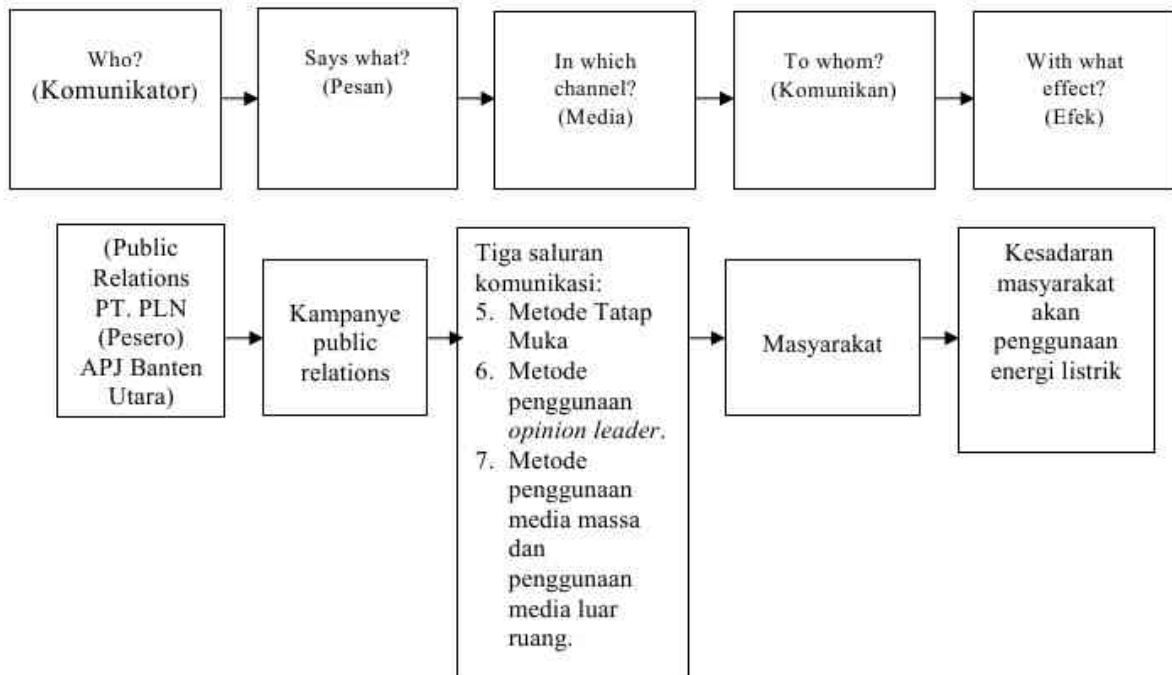 Who?
(Komunikator)
Says what?
(Pesan)
In which
channel?
(Media)
To whom?
(Komunikan)
With what
effect?
(Efek)
(Public
Relations
PT. PLN
(Pesero)
APJ Banten
Utara)
Kampanye
public
relations
Tiga saluran
komunikasi:
5. Metode Tatap
Muka
6. Metode
penggunaan
opinion leader.
7. Metode
penggunaan
media massa
dan
penggunaan
media luar
ruang.
Masyarakat
Kesadaran
masyarakat
akan
penggunaan
energi listrik